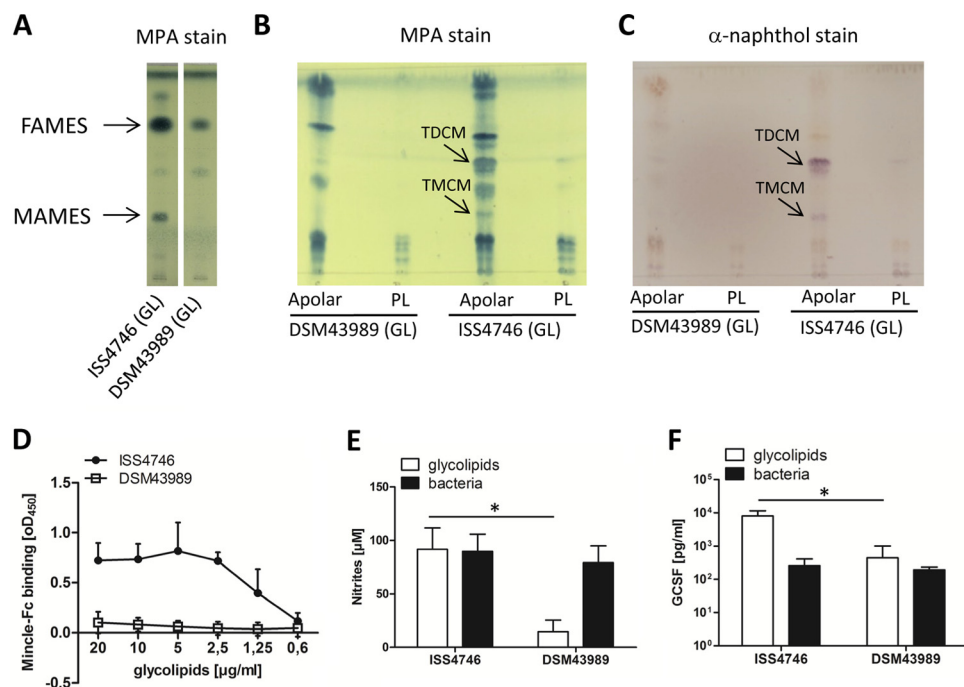 A
MPA stain
FAMES
MAMES
ISS4746 (GL)
DSM43989 (GL)
B
MPA stain
TDCM
TMCM
Apolar PL Apolar PL
DSM43989 (GL) ISS4746 (GL)
C
α-naphthol stain
TDCM
TMCM
Apolar PL Apolar PL
DSM43989 (GL) ISS4746 (GL)
D
ISS4746
DSM43989
Mincle-Fc binding [oD450]
1.5
1.0
0.5
0.0
-0.5
20 10 5 2,5 1,25 0,6
glycolipids [µg/ml]
E
glycolipids
bacteria
Nitrites [µM]
150
100
50
0
*
ISS4746 DSM43989
F
glycolipids
bacteria
GCSF [pg/ml]
10⁵
10⁴
10³
10²
10¹
10⁰
*
ISS4746 DSM43989